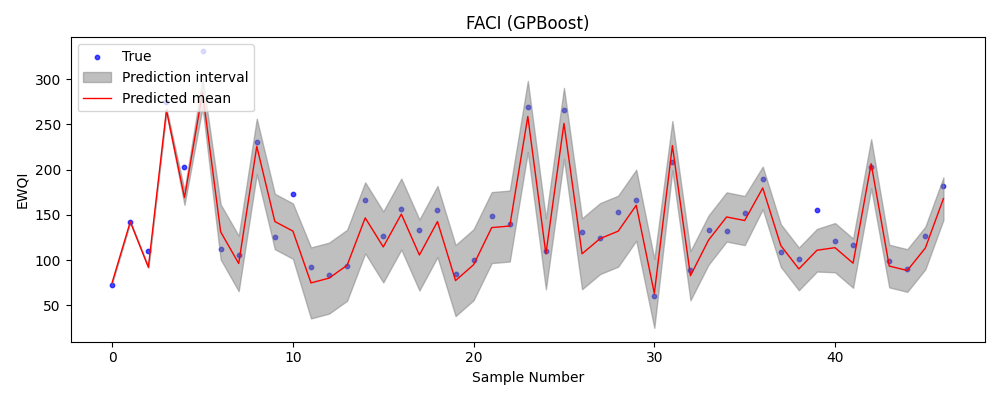 FACI (GPBoost)
True
Prediction interval
Predicted mean
EWQI
300
250
200
150
100
50
0
10
20
30
40
Sample Number